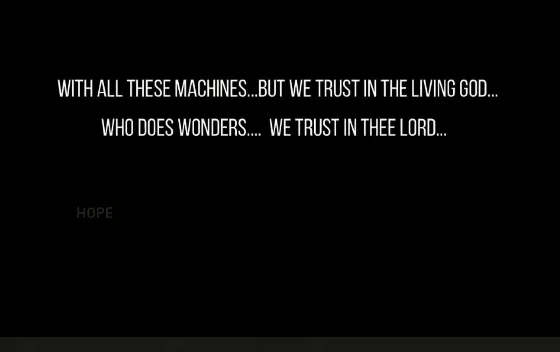 WITH ALL THESE MACHINES...BUT WE TRUST IN THE LIVING GOD...
WHO DOES WONDERS.... WE TRUST IN THEE LORD...
HOPE